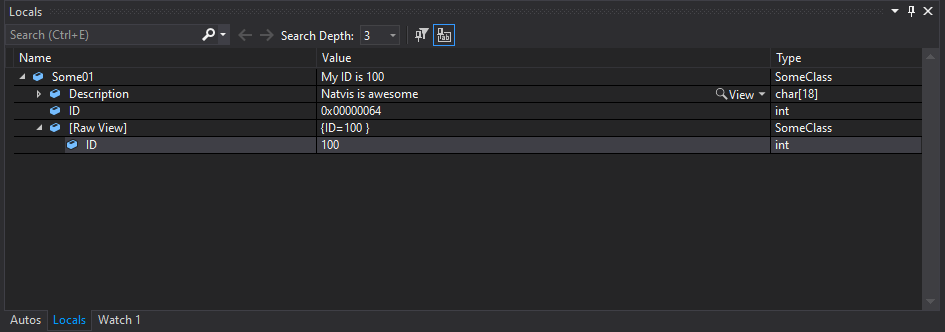 Locals
Search (Ctrl+E) Search Depth: 3
Name Value Type
Some01 My ID is 100 SomeClass
Description Natvis is awesome View char[18]
ID 0x00000064 int
[Raw View] {ID=100 } SomeClass
ID 100 int
Autos Locals Watch 1